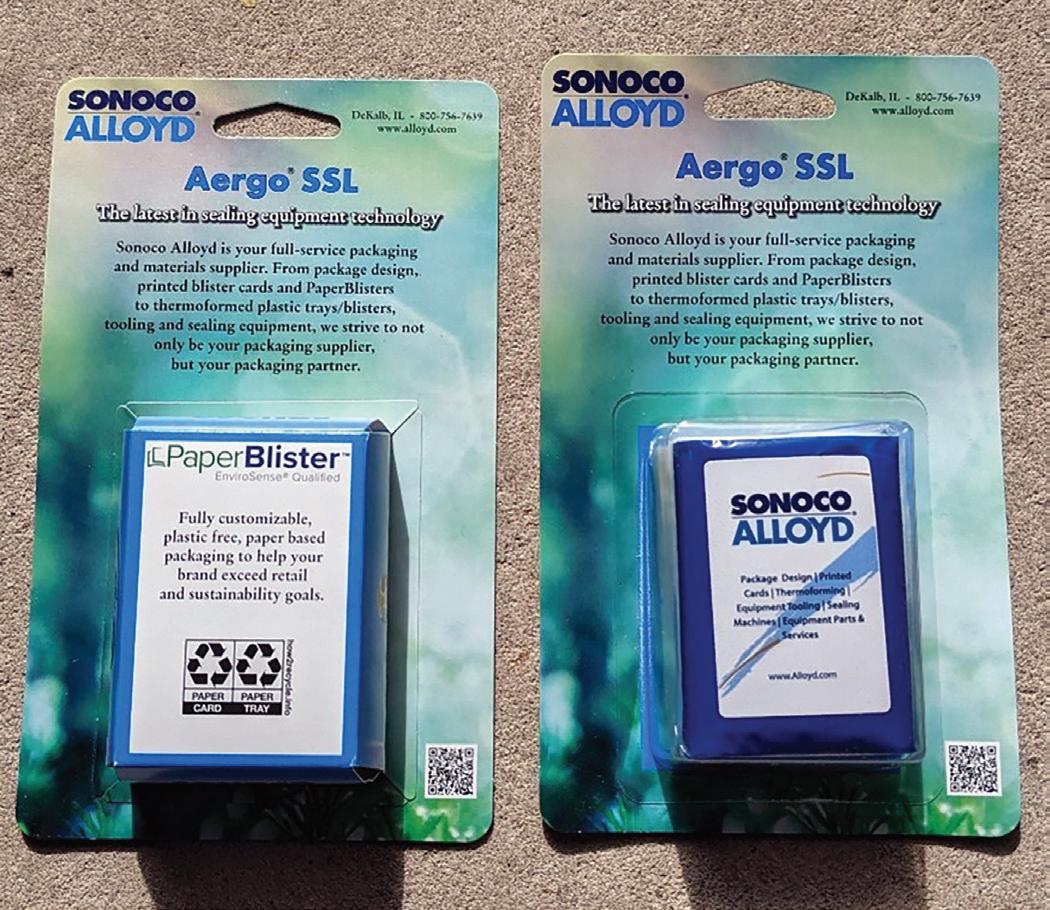 SONOCO
ALLOYD
DeKalb, IL - 800-756-7639
www.alloyd.com
Aergo® SSL
The latest in sealing equipment technology
Sonoco Alloyd is your full-service packaging
and materials supplier. From package design,
printed blister cards and PaperBlisters
to thermoformed plastic trays/blisters,
tooling and sealing equipment, we strive to not
only be your packaging supplier,
but your packaging partner.
PaperBlister™
EnviroSense® Qualified
Fully customizable,
plastic free, paper based
packaging to help your
brand exceed retail
and sustainability goals.
PAPER PAPER
CARD TRAY
how2recycle.info
SONOCO
ALLOYD
DeKalb, IL - 800-756-7639
www.alloyd.com
Aergo® SSL
The latest in sealing equipment technology
Sonoco Alloyd is your full-service packaging
and materials supplier. From package design,
printed blister cards and PaperBlisters
to thermoformed plastic trays/blisters,
tooling and sealing equipment, we strive to not
only be your packaging supplier,
but your packaging partner.
SONOCO
ALLOYD®
Package Design | Printed
Cards | Thermoforming |
Equipment Tooling | Sealing
Machines | Equipment Parts &
Services
www.Alloyd.com